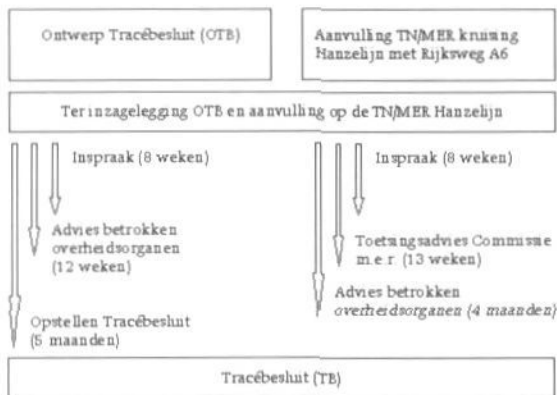 Ontwerp Tracébesluit (OTB)
Aanvulling TN/MER kruising
Hanzelijn met Rijksweg A6
Ter inzagelegging OTB en aanvulling op de TN/MER Hanzelijn
Inspraak (8 weken)
Advies betrokken
overheidsorganen
(12 weken)
Opstellen Tracébesluit
(5 maanden)
Inspraak (8 weken)
Toetsingsadvies Commissie
m.e.r. (13 weken)
Advies betrokken
overheidsorganen (4 maanden)
Tracébesluit (TB)